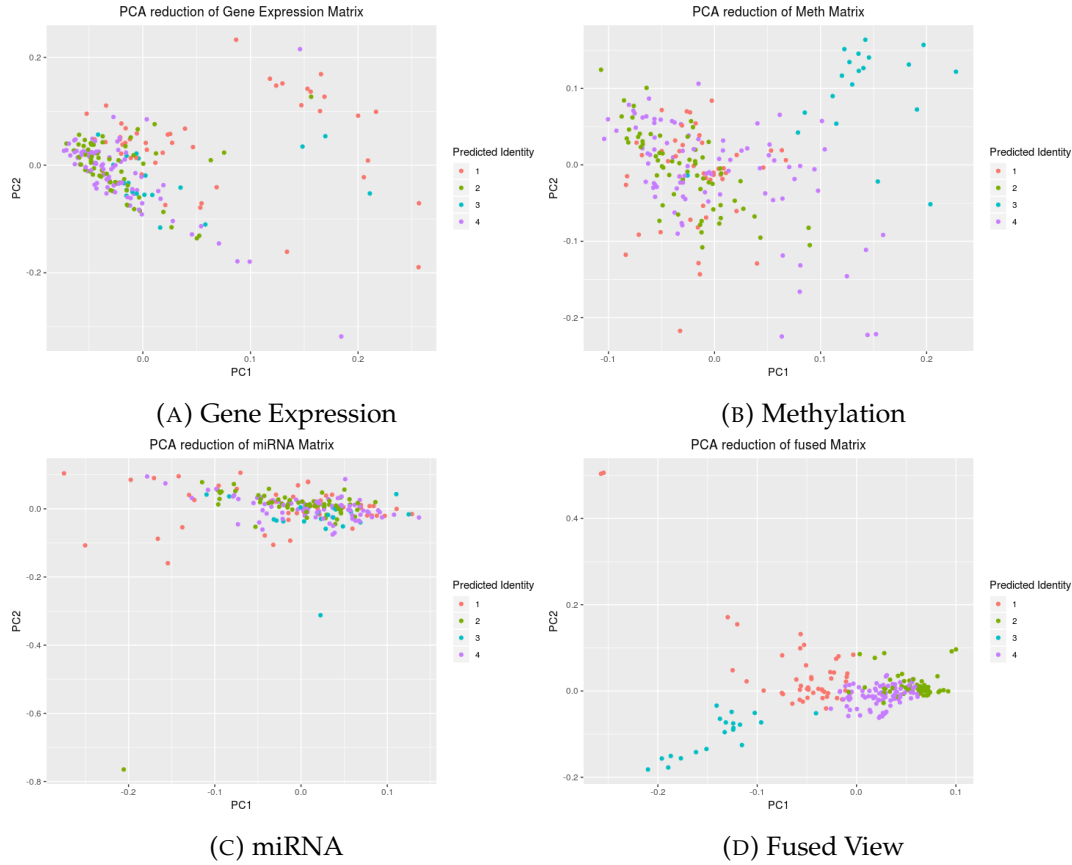 PCA reduction of Gene Expression Matrix
PC2
0.2
0.0
-0.2
0.0
0.1
0.2
PC1
Predicted Identity
1
2
3
4
(A) Gene Expression
PCA reduction of Meth Matrix
PC2
0.1
0.0
-0.1
-0.2
-0.1
0.0
0.1
0.2
PC1
Predicted Identity
1
2
3
4
(B) Methylation
PCA reduction of miRNA Matrix
PC2
0.0
-0.2
-0.4
-0.6
-0.8
-0.2
-0.1
0.0
0.1
PC1
Predicted Identity
1
2
3
4
(C) miRNA
PCA reduction of fused Matrix
PC2
0.4
0.2
0.0
-0.2
-0.2
-0.1
0.0
0.1
PC1
Predicted Identity
1
2
3
4
(D) Fused View